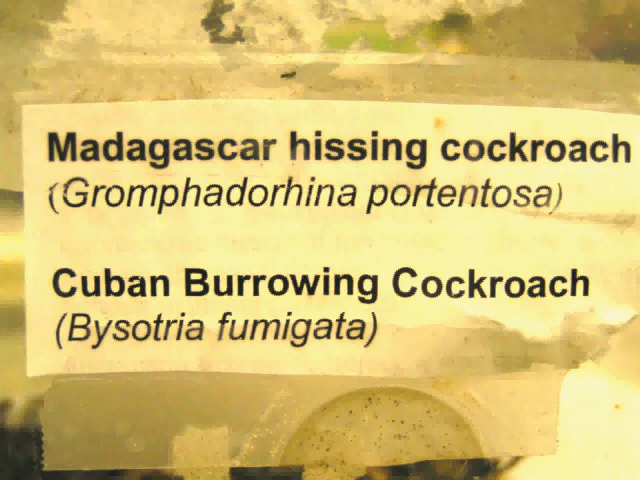 Madagascar hissing cockroach
(Gromphadorhina portentosa)
Cuban Burrowing Cockroach
(Bysotria fumigata)